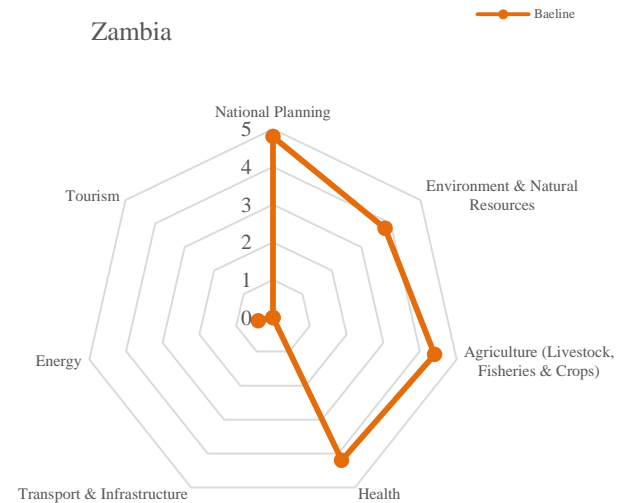 Baeline
Zambia
National Planning
5
4
3
2
1
0
Environment & Natural
Resources
Agriculture (Livestock,
Fisheries & Crops)
Health
Transport & Infrastructure
Energy
Tourism